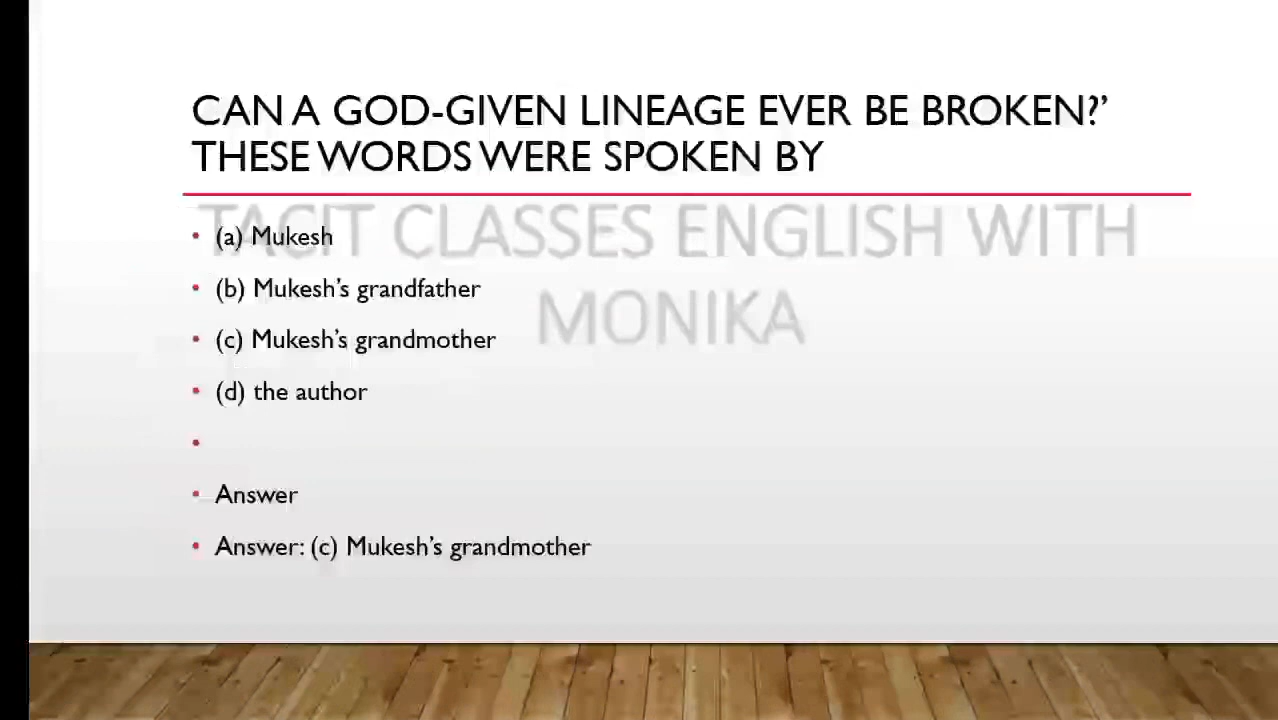 CAN A GOD-GIVEN LINEAGE EVER BE BROKEN?’
THESE WORDS WERE SPOKEN BY
TACIT CLASSES ENGLISH WITH
MONIKA
• (a) Mukesh
• (b) Mukesh’s grandfather
• (c) Mukesh’s grandmother
• (d) the author
•
• Answer
• Answer: (c) Mukesh’s grandmother